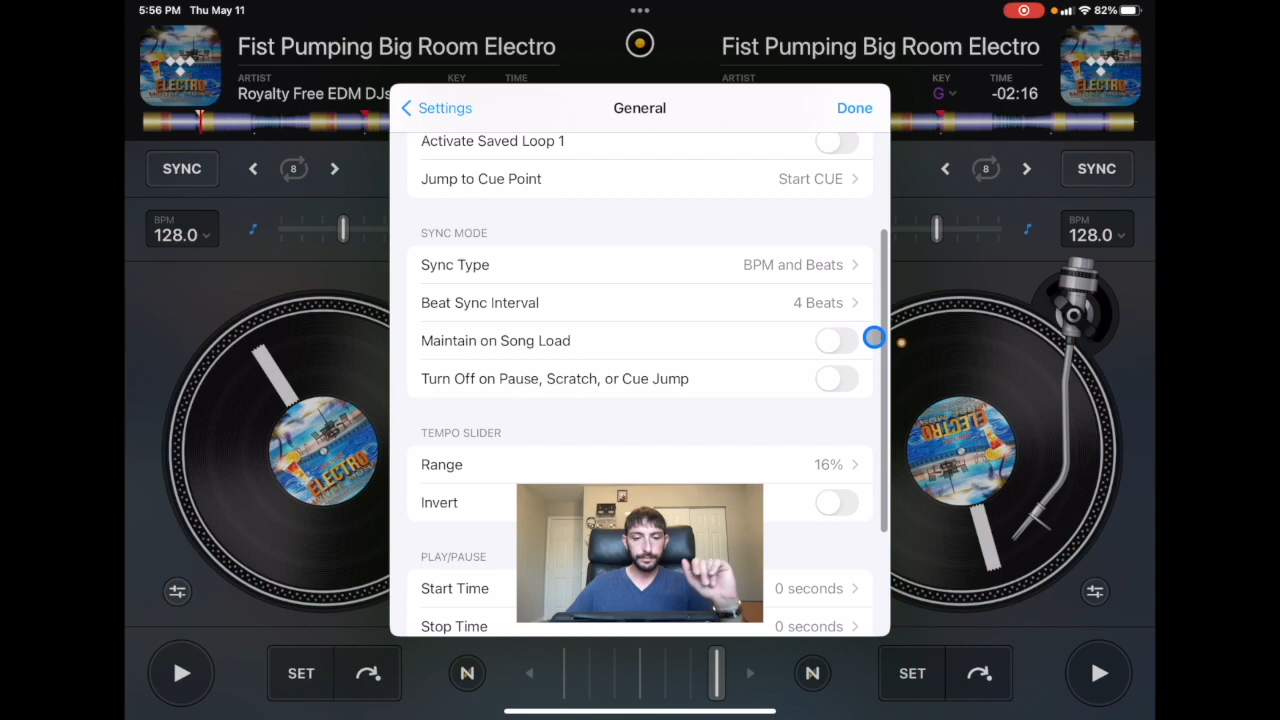 5:56 PM Thu May 11
82%
Fist Pumping Big Room Electro
ARTIST KEY TIME
Royalty Free EDM DJs
ELECTRO
Fist Pumping Big Room Electro
ARTIST KEY TIME
G -02:16
ELECTRO
Settings General Done
Activate Saved Loop 1
Jump to Cue Point Start CUE
SYNC MODE
Sync Type BPM and Beats
Beat Sync Interval 4 Beats
Maintain on Song Load
Turn Off on Pause, Scratch, or Cue Jump
TEMPO SLIDER
Range 16%
Invert
PLAY/PAUSE
Start Time 0 seconds
Stop Time 0 seconds
SYNC 8
8 SYNC
BPM
128.0
BPM
128.0
ELECTRO
ELECTRO
SET N
N SET